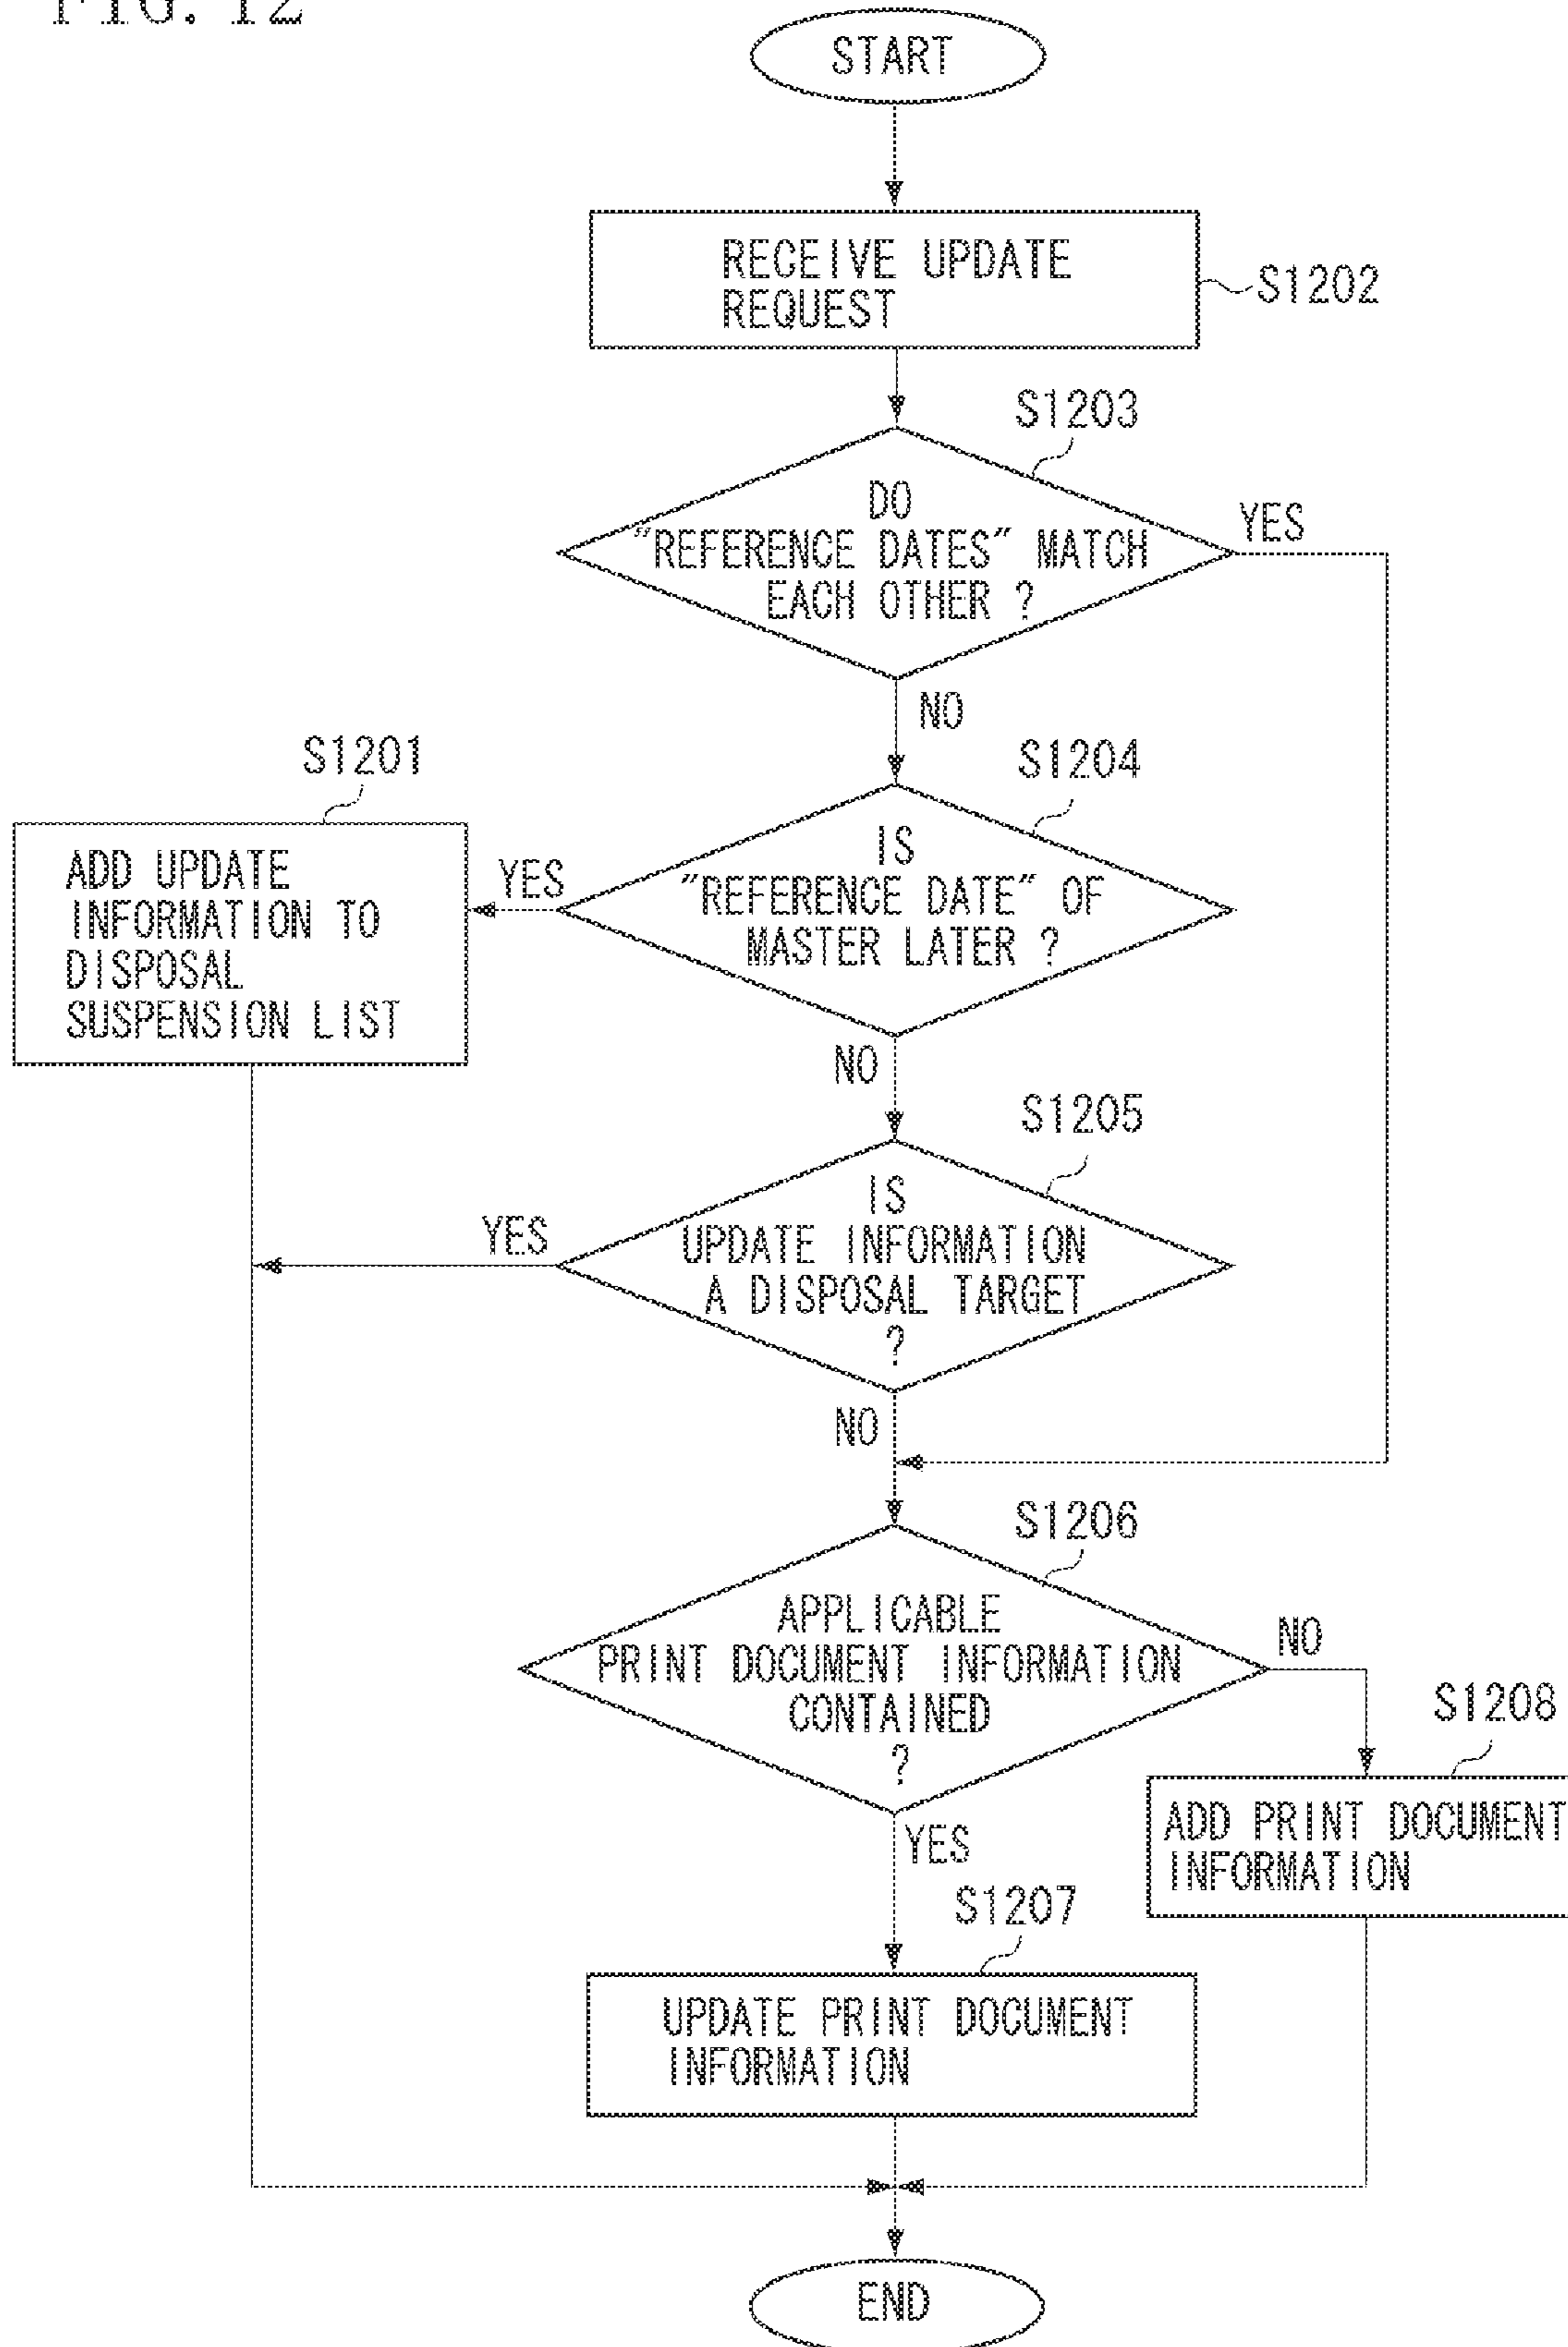 FIG. 12
START
RECEIVE UPDATE
REQUEST
S1202
S1203
DO
"REFERENCE DATES" MATCH
EACH OTHER ?
YES
NO
S1201
S1204
ADD UPDATE
INFORMATION TO
DISPOSAL
SUSPENSION LIST
YES
IS
"REFERENCE DATE" OF
MASTER LATER ?
NO
S1205
YES
IS
UPDATE INFORMATION
A DISPOSAL TARGET
?
NO
S1206
APPLICABLE
PRINT DOCUMENT INFORMATION
CONTAINED
?
NO
S1208
YES
ADD PRINT DOCUMENT
INFORMATION
S1207
UPDATE PRINT DOCUMENT
INFORMATION
END